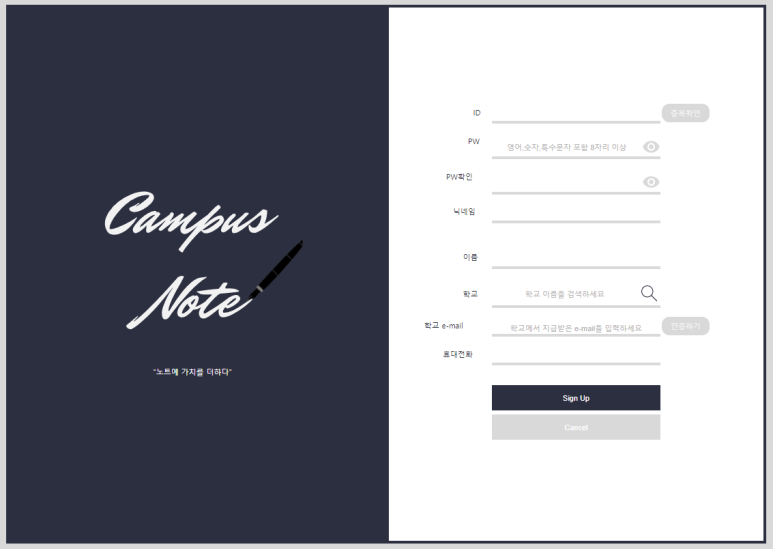 Campus
Note
"노트에 가치를 더하다"
ID
중복확인
PW
영어,숫자,특수문자 포함 8자리 이상
PW확인
닉네임
이름
학교
학교 이름을 검색하세요
학교 e-mail
학교에서 지급받은 e-mail을 입력하세요
인증하기
휴대전화
Sign Up
Cancel